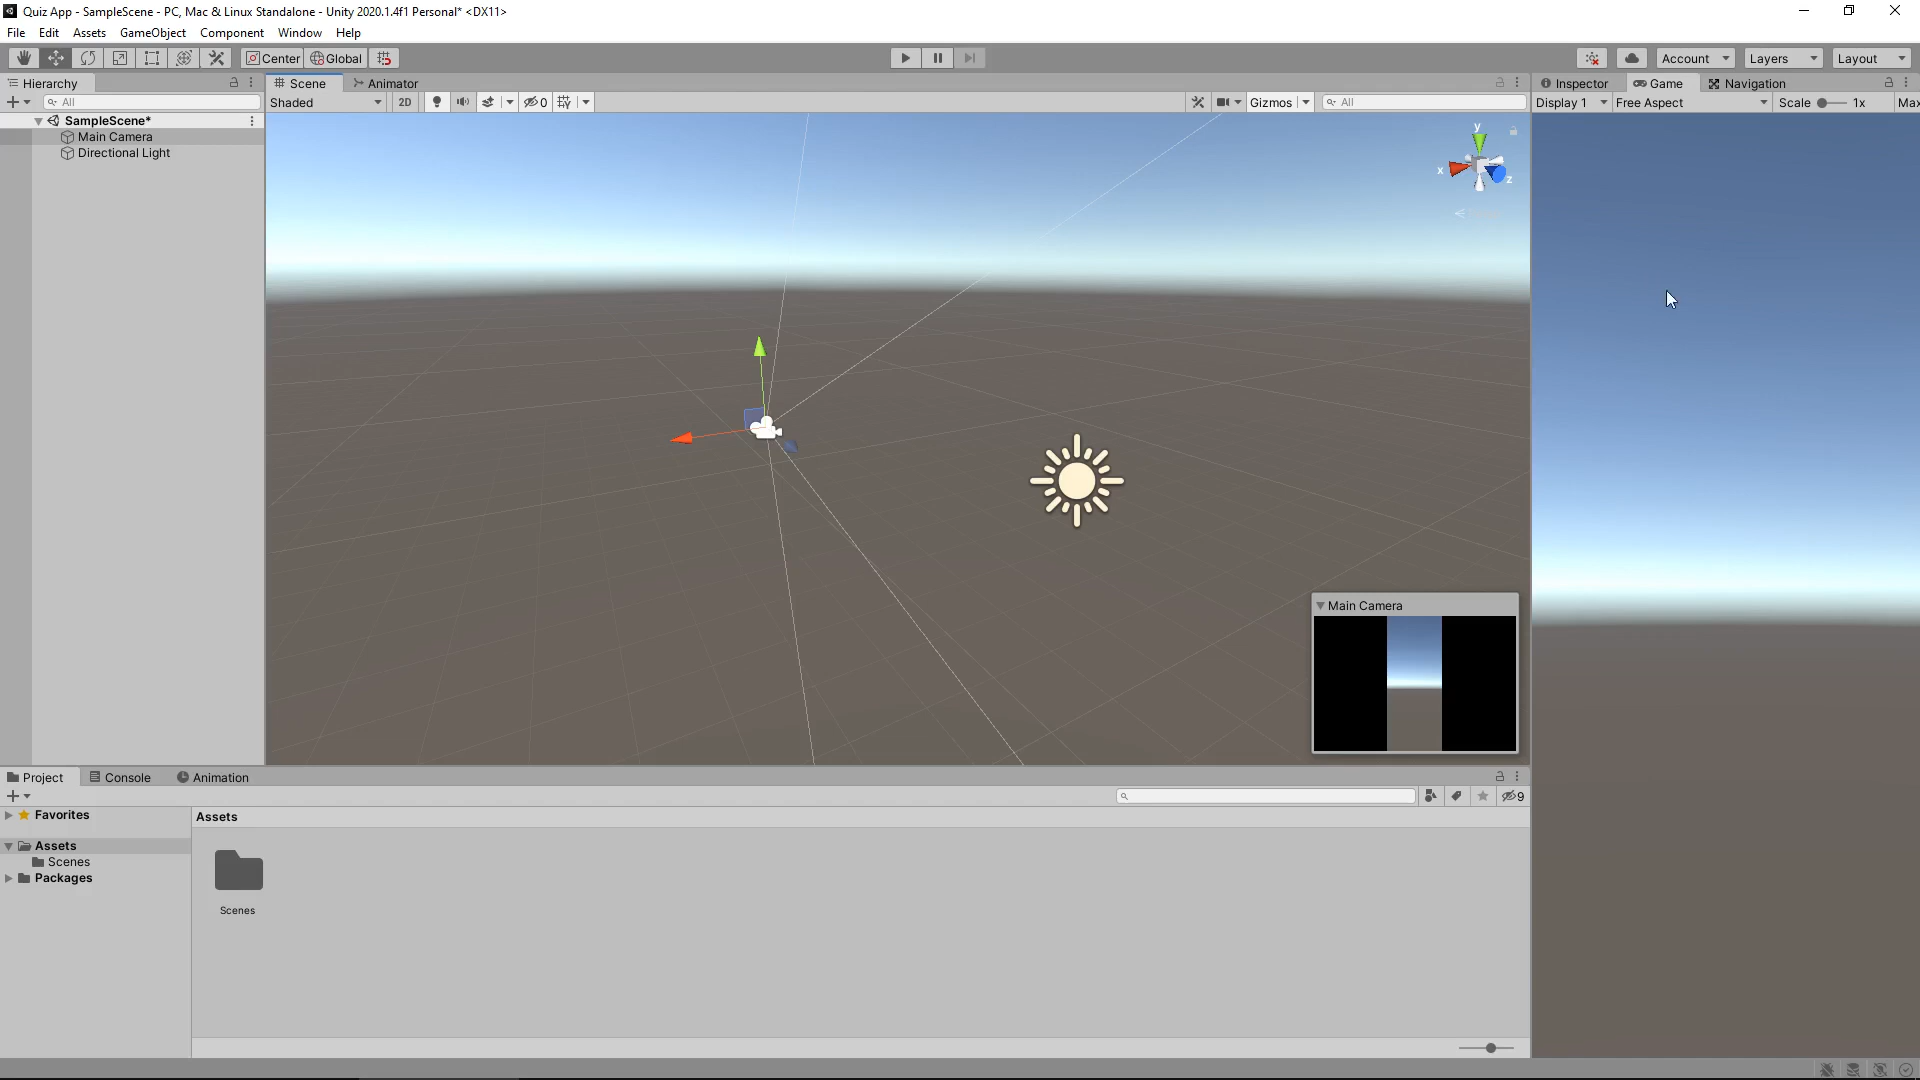 Quiz App - SampleScene - PC, Mac & Linux Standalone - Unity 2020.1.4f1 Personal* <DX11>
File Edit Assets GameObject Component Window Help
Center Global Account Layers Layout
Hierarchy
All
SampleScene*
Main Camera
Directional Light
Scene Animator
Shaded 2D 0 Gizmos All
y
x
z
Main Camera
Inspector Game Navigation
Display 1 Free Aspect Scale 1x Max
Project Console Animation
9
Favorites
Assets
Scenes
Packages
Assets
Scenes